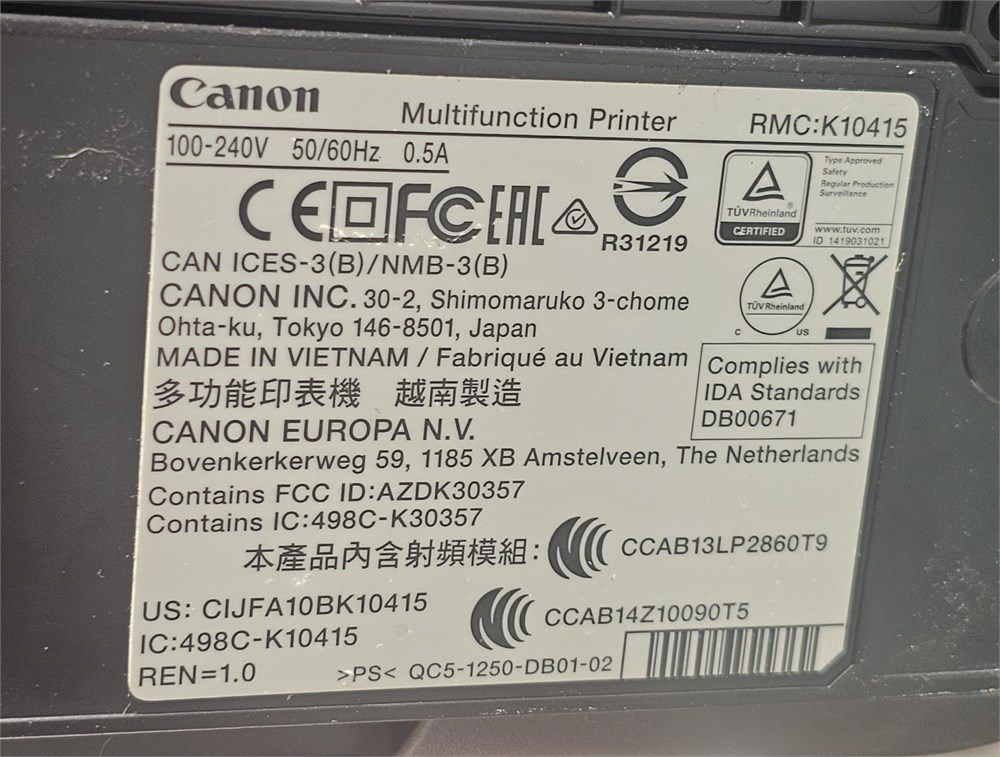 Canon
Multifunction Printer
RMC:K10415
100-240V 50/60Hz 0.5A
CE FC EAC
R31219
TÜVRheinland
CERTIFIED
Type Approved
Safety
Regular Production
Surveillance
www.tuv.com
ID 1419031021
CAN ICES-3(B)/NMB-3(B)
TÜVRheinland
C US
CANON INC. 30-2, Shimomaruko 3-chome
Ohta-ku, Tokyo 146-8501, Japan
MADE IN VIETNAM / Fabriqué au Vietnam
多功能印表機 越南製造
Complies with
IDA Standards
DB00671
CANON EUROPA N.V.
Bovenkerkerweg 59, 1185 XB Amstelveen, The Netherlands
Contains FCC ID:AZDK30357
Contains IC:498C-K30357
本產品內含射頻模組: CCAB13LP2860T9
US: CIJFA10BK10415
CCAB14Z10090T5
IC:498C-K10415
REN=1.0
>PS< QC5-1250-DB01-02